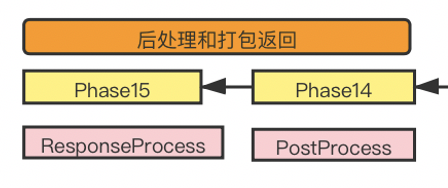 后处理和打包返回
Phase15
Phase14
ResponseProcess
PostProcess